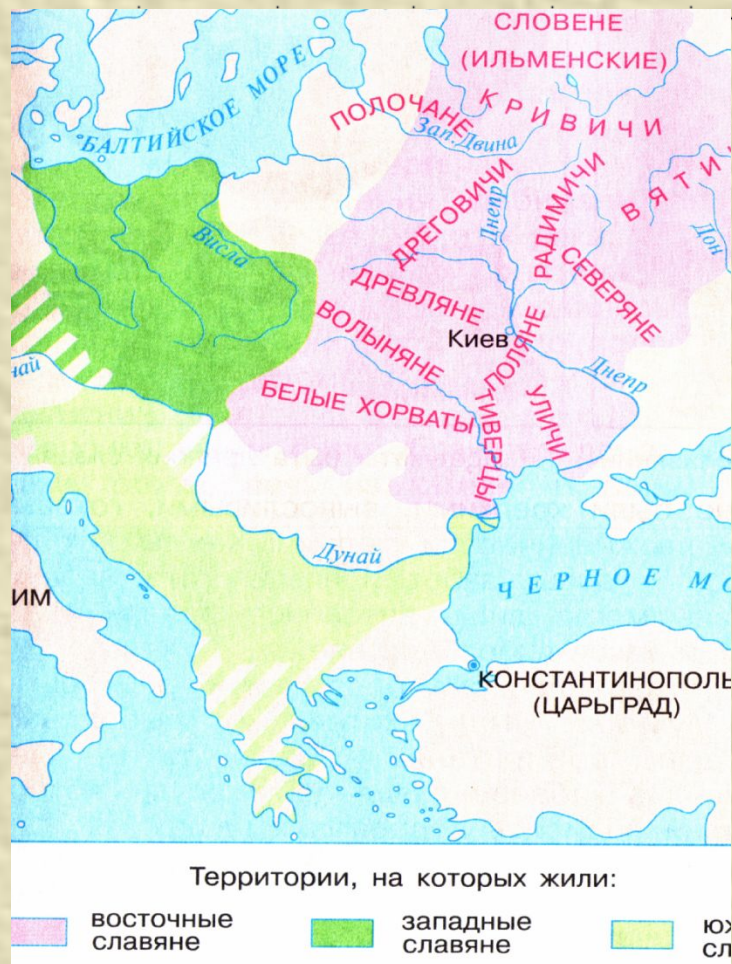 СЛОВЕНЕ
(ИЛЬМЕНСКИЕ)
БАЛТИЙСКОЕ МОРЕ
ПОЛОЧАНЕ
КРИВИЧИ
Зап. Двина
ВЯТИ
ДРЕГОВИЧИ
Днепр
РАДИМИЧИ
Дон
Висла
СЕВЕРЯНЕ
ДРЕВЛЯНЕ
ВОЛЫНЯНЕ
Киев
ПОЛЯНЕ
най
Днепр
БЕЛЫЕ ХОРВАТЫ
ТИВЕРЦЫ
УЛИЧИ
Дунай
ИМ
ЧЕРНОЕ МО
КОНСТАНТИНОПОЛЬ
(ЦАРЬГРАД)
Территории, на которых жили:
восточные
славяне
западные
славяне
юж
сл